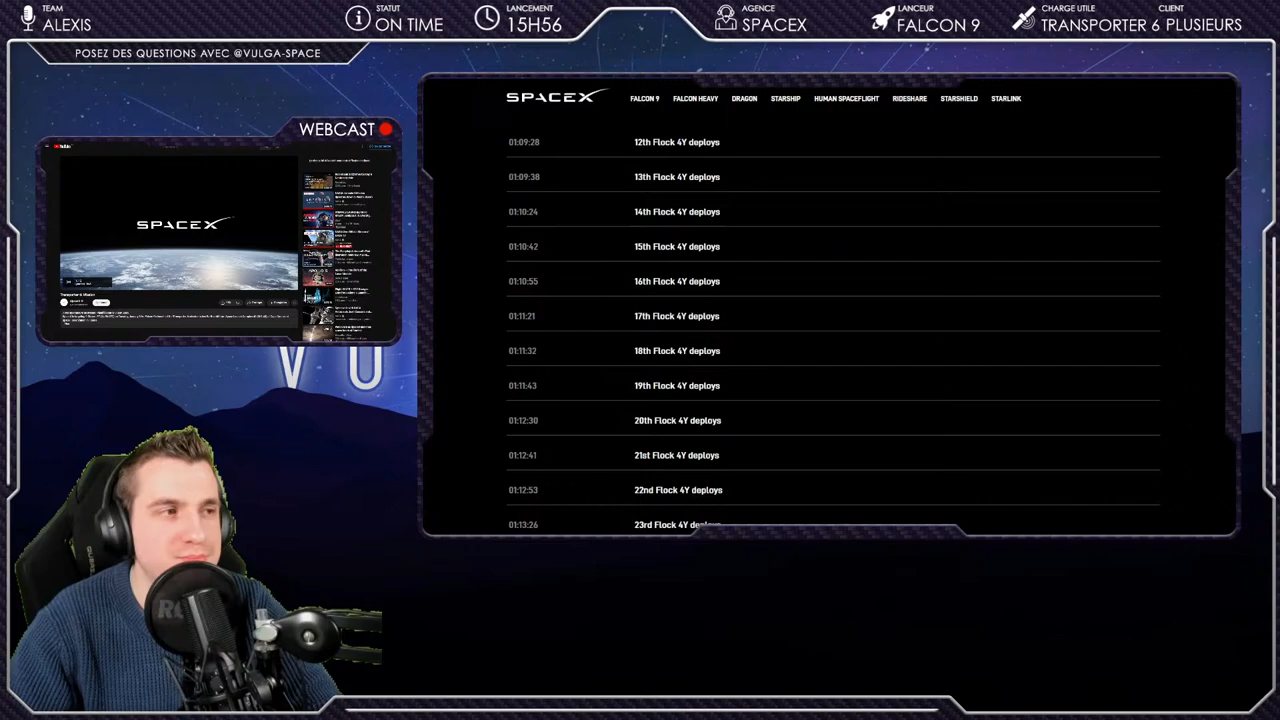 TEAM
ALEXIS
STATUT
ON TIME
LANCEMENT
15H56
AGENCE
SPACEX
LANCEUR
FALCON 9
CHARGE UTILE
TRANSPORTER 6
CLIENT
PLUSIEURS
POSEZ DES QUESTIONS AVEC @VULGA-SPACE
WEBCAST
YouTube
SPACEX
Transporter 6 Mission
V U
SPACEX
FALCON 9 FALCON HEAVY DRAGON STARSHIP HUMAN SPACEFLIGHT RIDESHARE STARSHIELD STARLINK
01:09:28 12th Flock 4Y deploys
01:09:38 13th Flock 4Y deploys
01:10:24 14th Flock 4Y deploys
01:10:42 15th Flock 4Y deploys
01:10:55 16th Flock 4Y deploys
01:11:21 17th Flock 4Y deploys
01:11:32 18th Flock 4Y deploys
01:11:43 19th Flock 4Y deploys
01:12:30 20th Flock 4Y deploys
01:12:41 21st Flock 4Y deploys
01:12:53 22nd Flock 4Y deploys
01:13:26 23rd Flock 4Y deploys